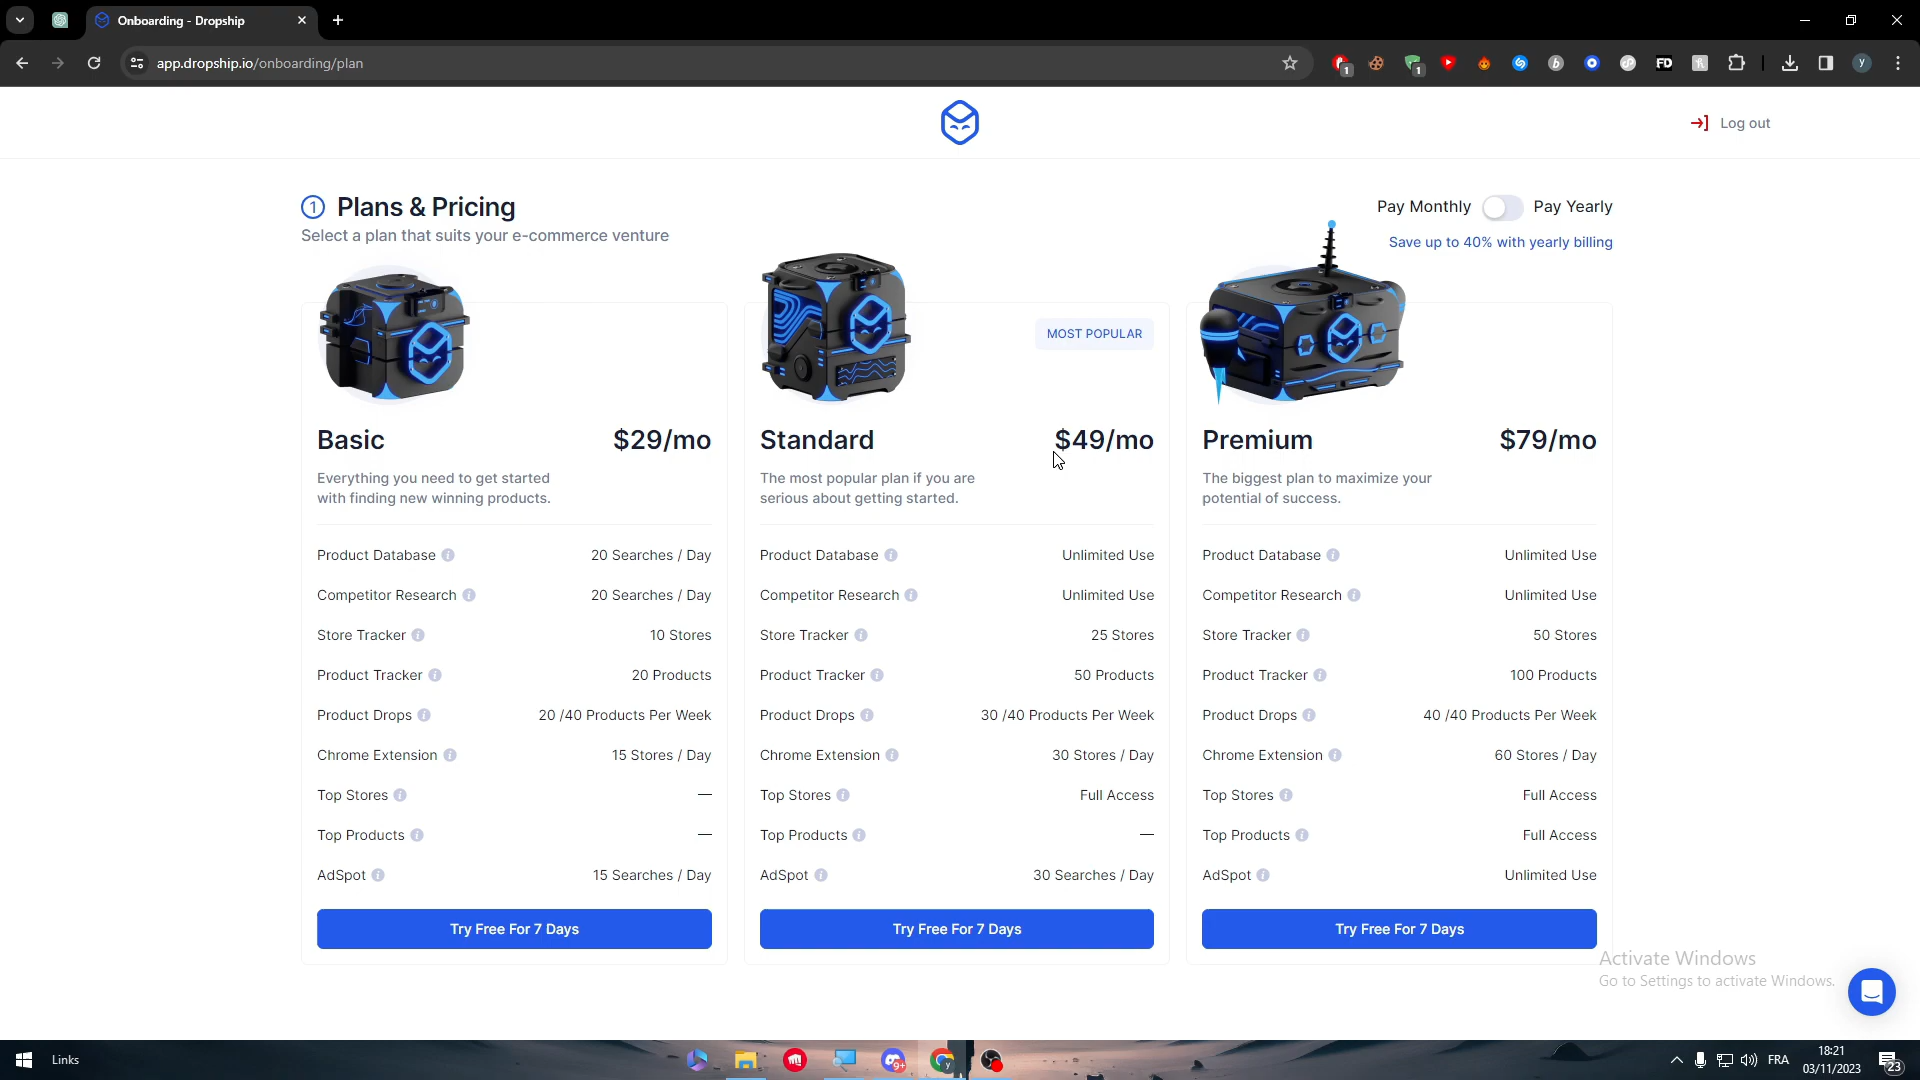 Onboarding - Dropship
app.dropship.io/onboarding/plan
Log out
1 Plans & Pricing
Select a plan that suits your e-commerce venture
Pay Monthly Pay Yearly
Save up to 40% with yearly billing
Basic $29/mo
Everything you need to get started
with finding new winning products.
Product Database 20 Searches / Day
Competitor Research 20 Searches / Day
Store Tracker 10 Stores
Product Tracker 20 Products
Product Drops 20 /40 Products Per Week
Chrome Extension 15 Stores / Day
Top Stores —
Top Products —
AdSpot 15 Searches / Day
Try Free For 7 Days
MOST POPULAR
Standard $49/mo
The most popular plan if you are
serious about getting started.
Product Database Unlimited Use
Competitor Research Unlimited Use
Store Tracker 25 Stores
Product Tracker 50 Products
Product Drops 30 /40 Products Per Week
Chrome Extension 30 Stores / Day
Top Stores Full Access
Top Products —
AdSpot 30 Searches / Day
Try Free For 7 Days
Premium $79/mo
The biggest plan to maximize your
potential of success.
Product Database Unlimited Use
Competitor Research Unlimited Use
Store Tracker 50 Stores
Product Tracker 100 Products
Product Drops 40 /40 Products Per Week
Chrome Extension 60 Stores / Day
Top Stores Full Access
Top Products Full Access
AdSpot Unlimited Use
Try Free For 7 Days
Activate Windows
Go to Settings to activate Windows.
Links
FRA
18:21
03/11/2023
23